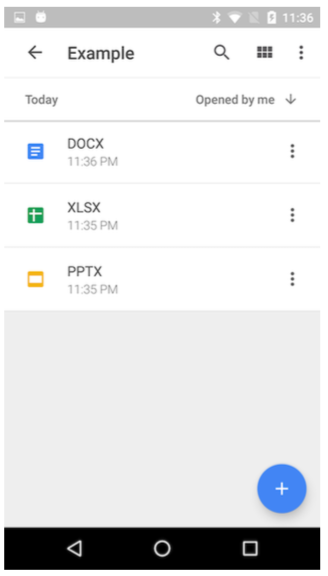 11:36
Example
Today Opened by me
DOCX
11:36 PM
XLSX
11:35 PM
PPTX
11:35 PM